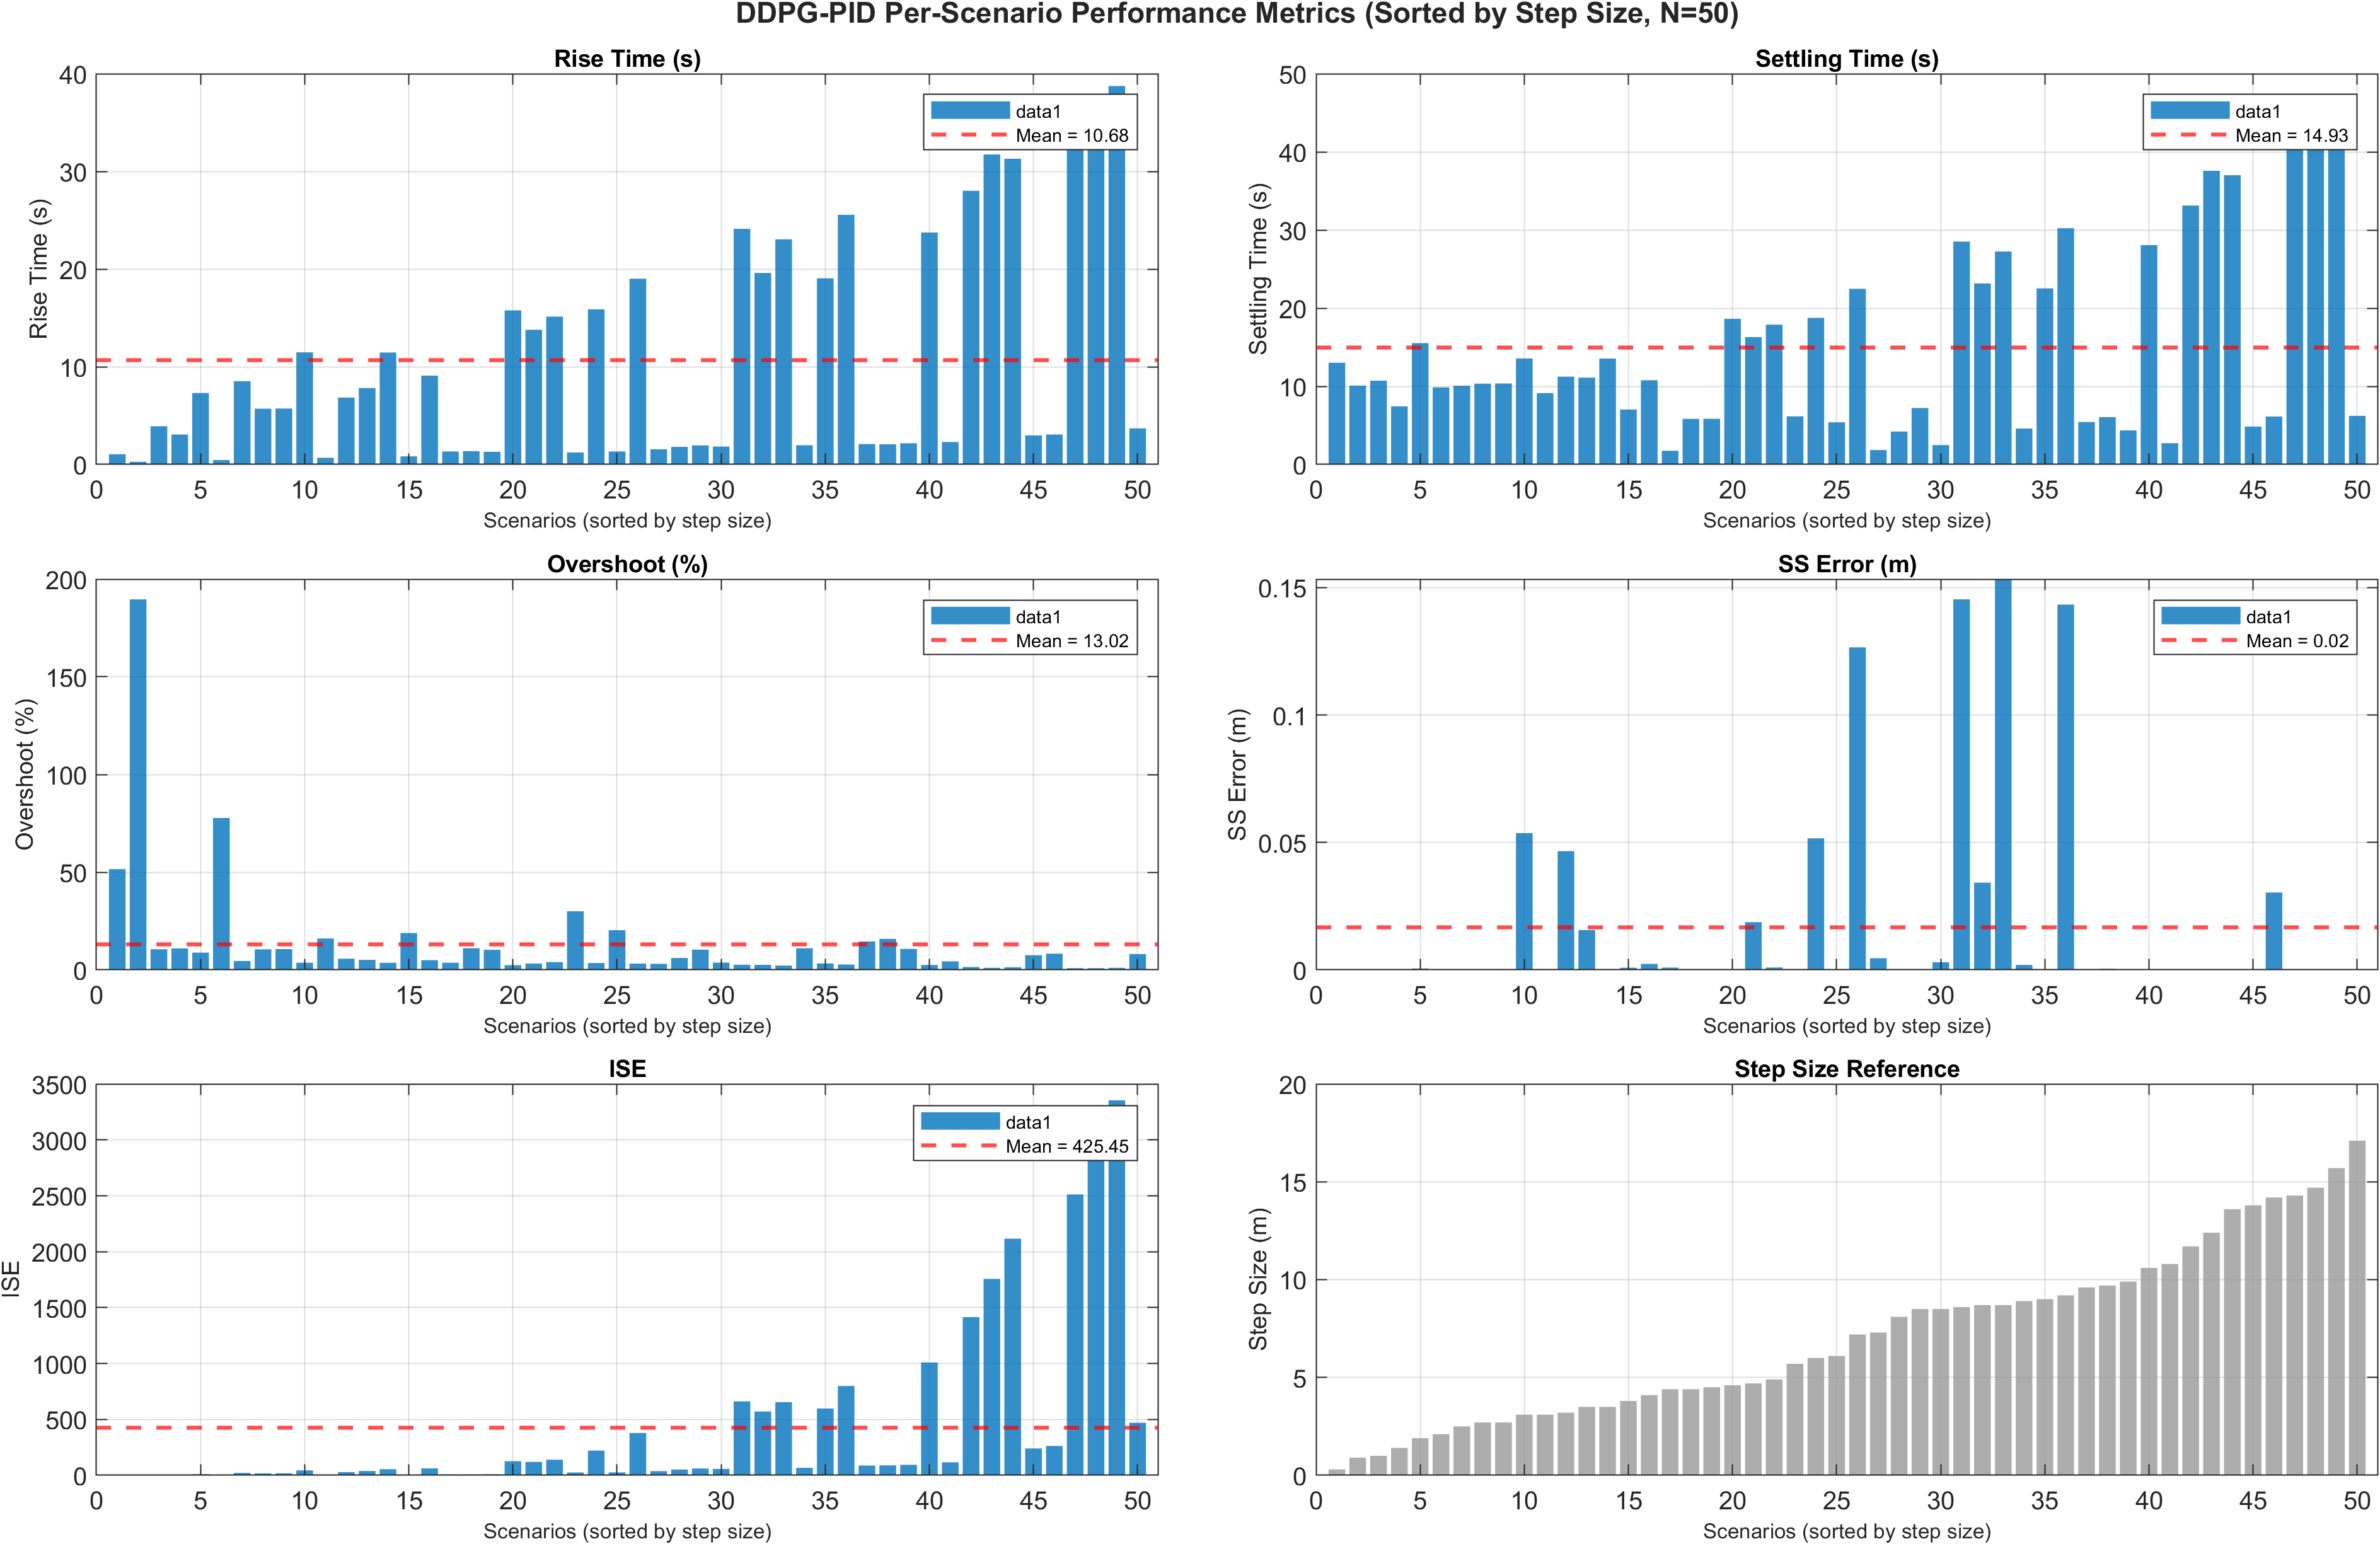 DDPG-PID Per-Scenario Performance Metrics (Sorted by Step Size, N=50)
Rise Time (s)
40
30
20
10
0
Rise Time (s)
data1
Mean = 10.68
0 5 10 15 20 25 30 35 40 45 50
Scenarios (sorted by step size)
Settling Time (s)
50
40
30
20
10
0
Settling Time (s)
data1
Mean = 14.93
0 5 10 15 20 25 30 35 40 45 50
Scenarios (sorted by step size)
Overshoot (%)
200
150
100
50
0
Overshoot (%)
data1
Mean = 13.02
0 5 10 15 20 25 30 35 40 45 50
Scenarios (sorted by step size)
SS Error (m)
0.15
0.1
0.05
0
SS Error (m)
data1
Mean = 0.02
0 5 10 15 20 25 30 35 40 45 50
Scenarios (sorted by step size)
ISE
3500
3000
2500
2000
1500
1000
500
0
ISE
data1
Mean = 425.45
0 5 10 15 20 25 30 35 40 45 50
Scenarios (sorted by step size)
Step Size Reference
20
15
10
5
0
Step Size (m)
0 5 10 15 20 25 30 35 40 45 50
Scenarios (sorted by step size)